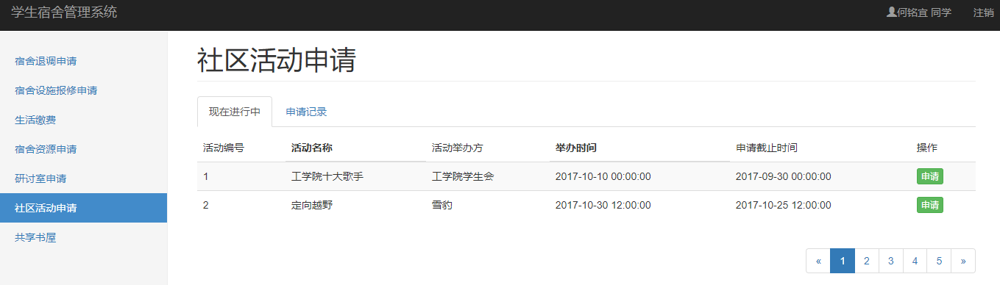 学生宿舍管理系统
何铭宜 同学 注销
宿舍退调申请
宿舍设施报修申请
生活缴费
宿舍资源申请
研讨室申请
社区活动申请
共享书屋
社区活动申请
现在进行中 申请记录
活动编号 活动名称 活动举办方 举办时间 申请截止时间 操作
1 工学院十大歌手 工学院学生会 2017-10-10 00:00:00 2017-09-30 00:00:00 申请
2 定向越野 雪豹 2017-10-30 12:00:00 2017-10-25 12:00:00 申请
« 1 2 3 4 5 »